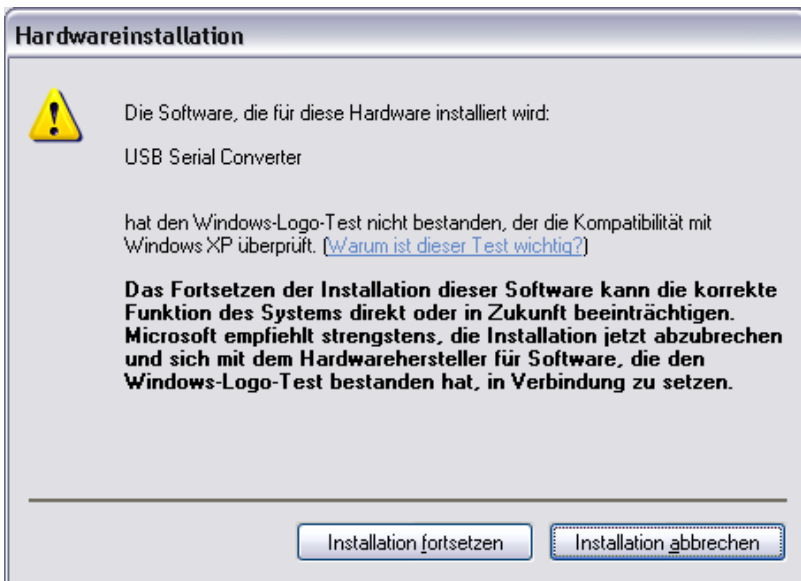 Hardwareinstallation
Die Software, die für diese Hardware installiert wird:
USB Serial Converter
hat den Windows-Logo-Test nicht bestanden, der die Kompatibilität mit
Windows XP überprüft. (Warum ist dieser Test wichtig?)
Das Fortsetzen der Installation dieser Software kann die korrekte
Funktion des Systems direkt oder in Zukunft beeinträchtigen.
Microsoft empfiehlt strengstens, die Installation jetzt abzubrechen
und sich mit dem Hardwarehersteller für Software, die den
Windows-Logo-Test bestanden hat, in Verbindung zu setzen.
Installation fortsetzen
Installation abbrechen